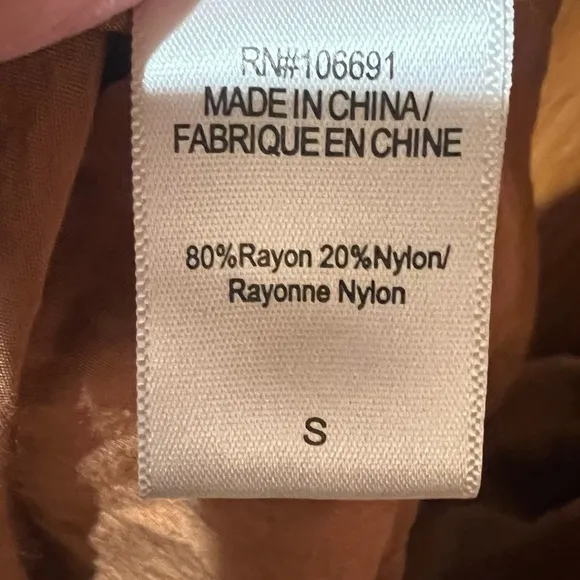 RN#106691
MADE IN CHINA/
FABRIQUE EN CHINE
80%Rayon 20%Nylon/
Rayonne Nylon
S